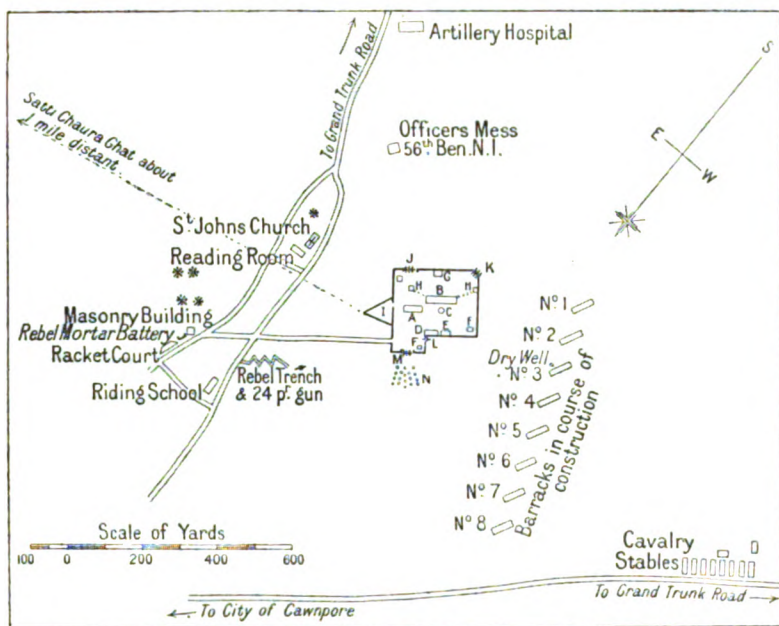 Artillery Hospital
To Grand Trunk Road
S
E
W
Officers Mess
56th Ben. N.I.
Satti Chaura Ghat about
1 mile distant
St Johns Church
Reading Room
J
K
G
H
B
H
I
A
C
D
E
F
F
L
M
N
Masonry Building
Rebel Mortar Battery
Racket Court
Riding School
Rebel Trench
& 24 pr. gun
No. 1
No. 2
Dry Well
No. 3
No. 4
No. 5
No. 6
No. 7
No. 8
Barracks in course of
construction
Scale of Yards
100 0 200 400 600
Cavalry
Stables
To City of Cawnpore
To Grand Trunk Road